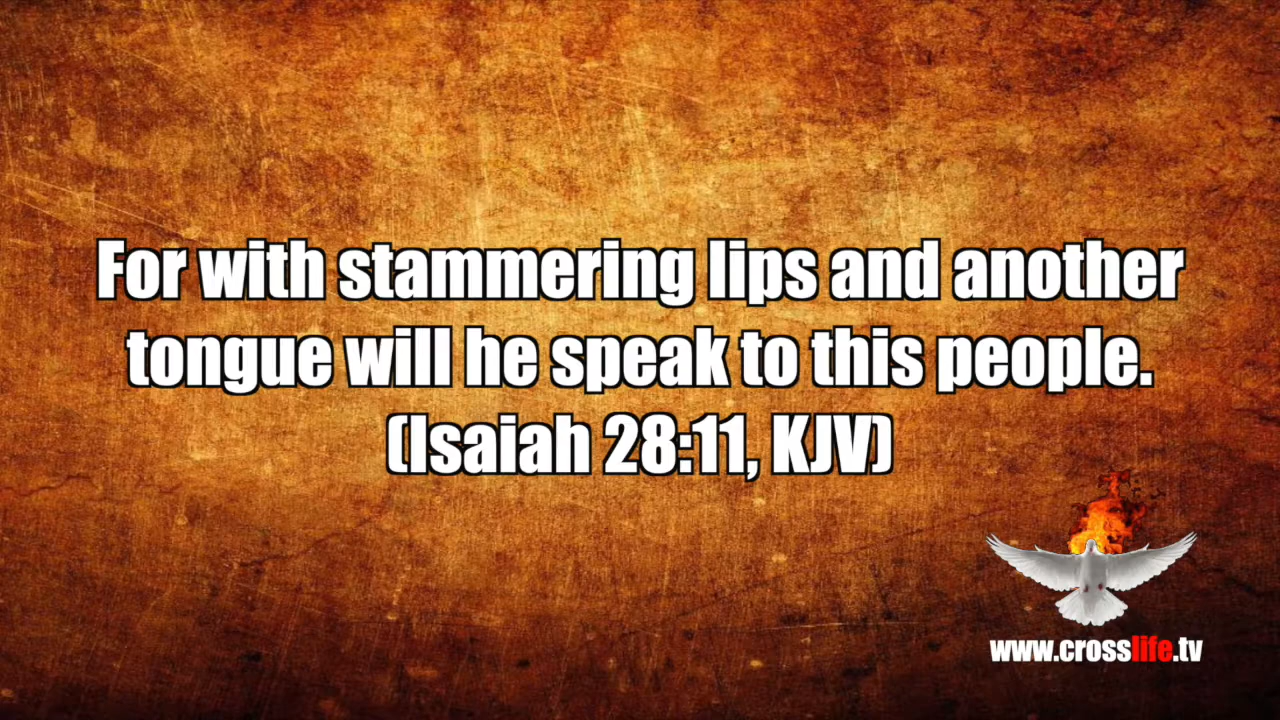 For with stammering lips and another
tongue will he speak to this people.
(Isaiah 28:11, KJV)
www.crosslife.tv